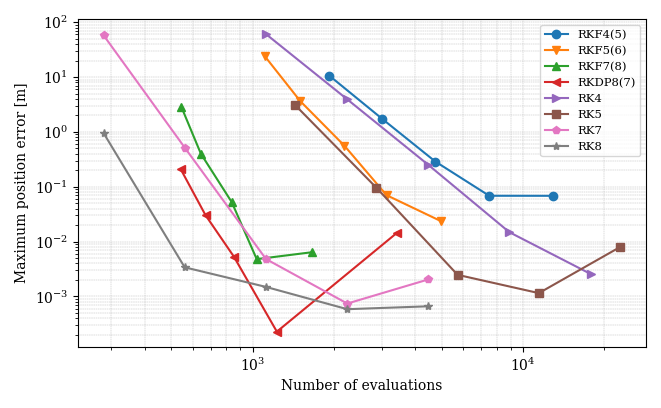 10²
10¹
10⁰
10⁻¹
10⁻²
10⁻³
Maximum position error [m]
10³
10⁴
Number of evaluations
RKF4(5)
RKF5(6)
RKF7(8)
RKDP8(7)
RK4
RK5
RK7
RK8